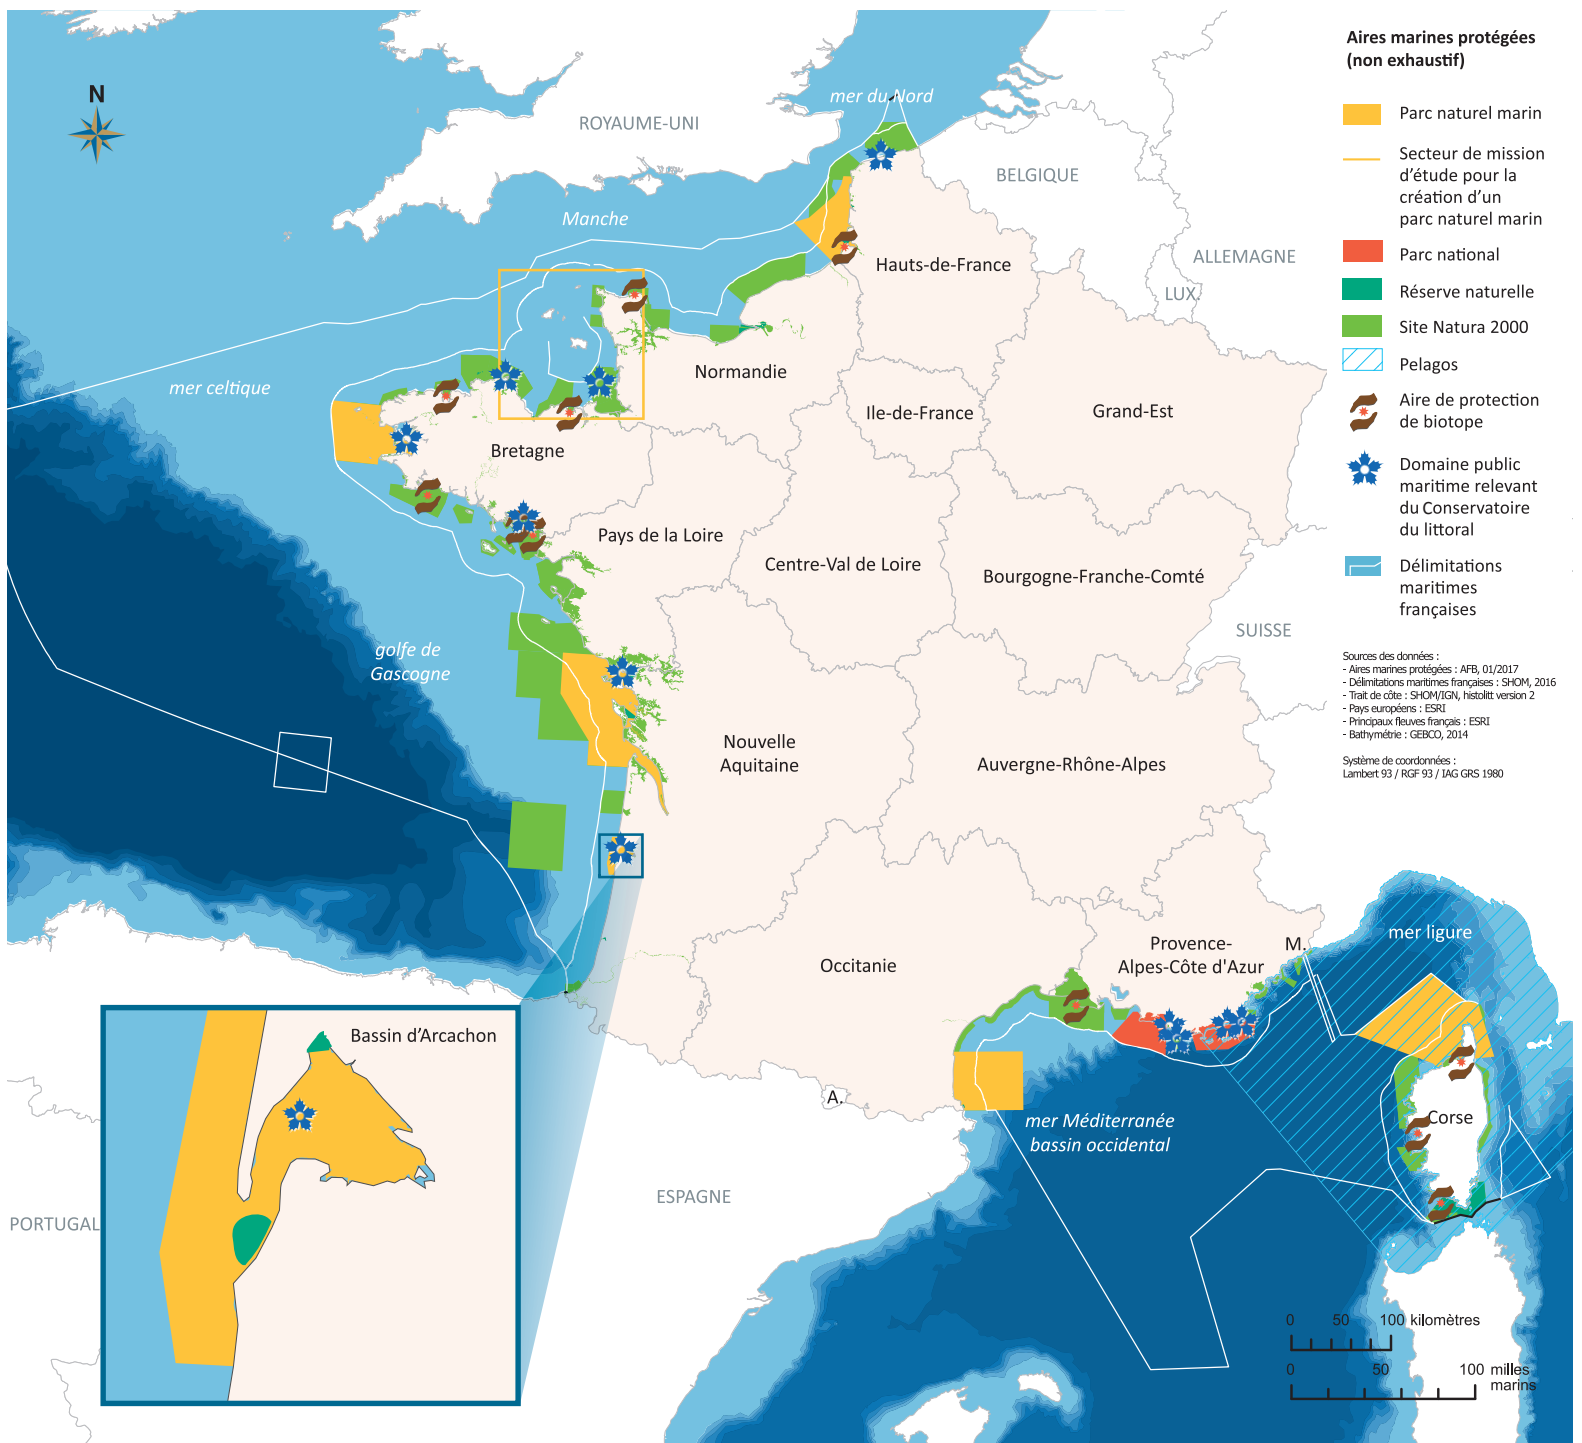 N
mer du Nord
ROYAUME-UNI
BELGIQUE
Manche
ALLEMAGNE
LUX.
Hauts-de-France
mer celtique
Normandie
Ile-de-France
Grand-Est
Bretagne
Pays de la Loire
Centre-Val de Loire
Bourgogne-Franche-Comté
SUISSE
golfe de
Gascogne
Nouvelle
Aquitaine
Auvergne-Rhône-Alpes
Occitanie
Provence-
Alpes-Côte d'Azur
M.
mer ligure
A.
mer Méditerranée
bassin occidental
Corse
ESPAGNE
PORTUGAL
Bassin d'Arcachon
Aires marines protégées
(non exhaustif)
Parc naturel marin
Secteur de mission
d'étude pour la
création d'un
parc naturel marin
Parc national
Réserve naturelle
Site Natura 2000
Pelagos
Aire de protection
de biotope
Domaine public
maritime relevant
du Conservatoire
du littoral
Délimitations
maritimes
françaises
Sources des données :
- Aires marines protégées : AFB, 01/2017
- Délimitations maritimes françaises : SHOM, 2016
- Trait de côte : SHOM/IGN, histolitt version 2
- Pays européens : ESRI
- Principaux fleuves français : ESRI
- Bathymétrie : GEBCO, 2014
Système de coordonnées :
Lambert 93 / RGF 93 / IAG GRS 1980
0 50 100 kilomètres
0 50 100 milles
marins